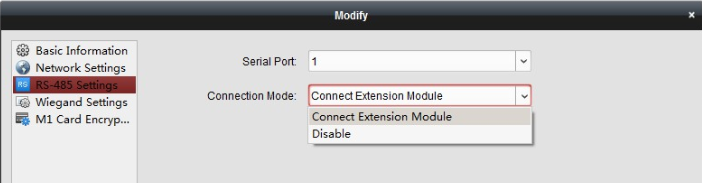 Modify
×
Basic Information
Network Settings
RS RS-485 Settings
Wiegand Settings
M1 Card Encryp...
Serial Port: 1
Connection Mode: Connect Extension Module
Connect Extension Module
Disable